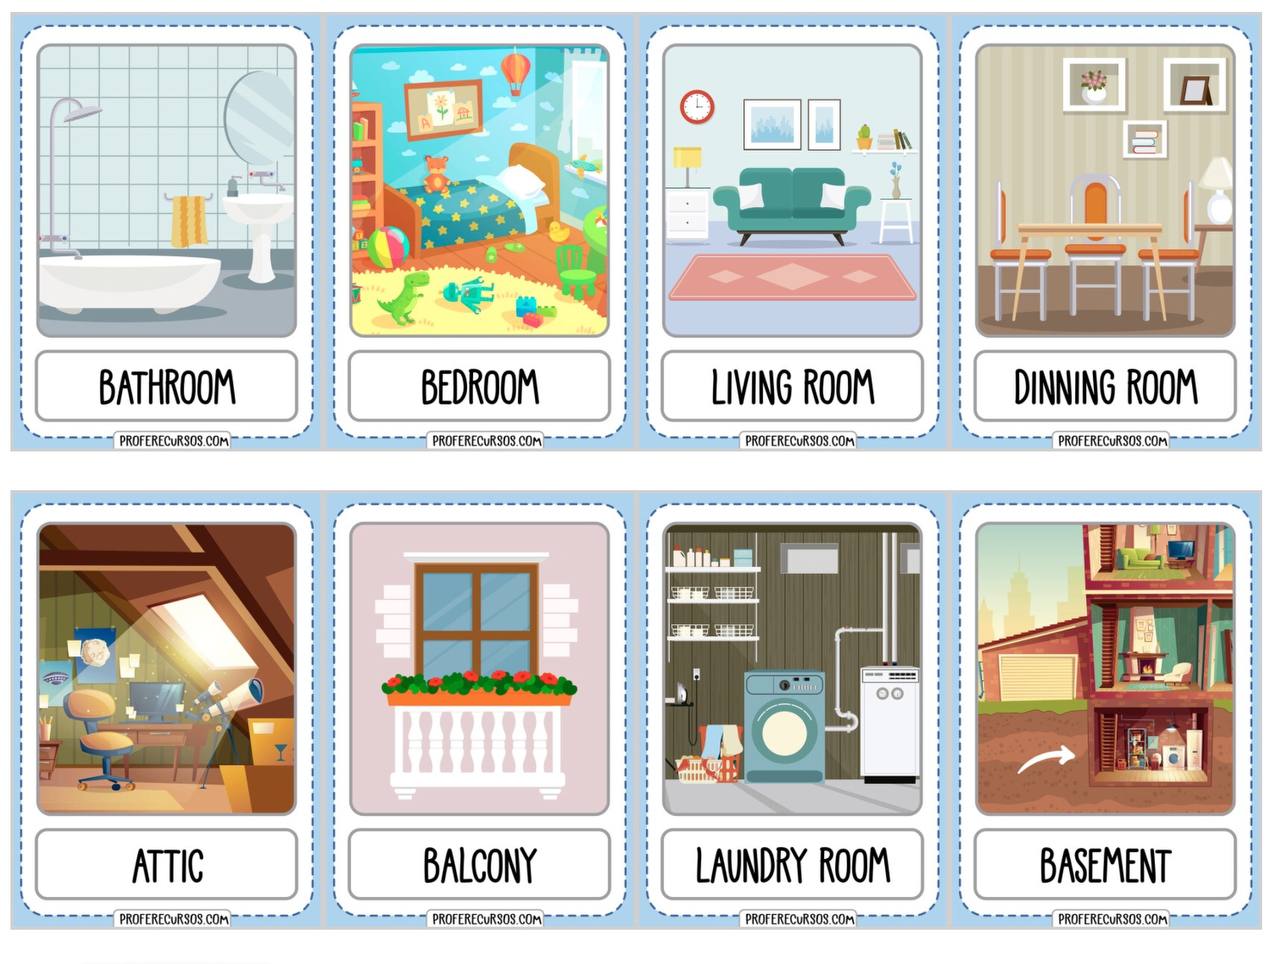 BATHROOM
BEDROOM
LIVING ROOM
DINNING ROOM
PROFERECURSOS.COM
PROFERECURSOS.COM
PROFERECURSOS.COM
PROFERECURSOS.COM
ATTIC
BALCONY
LAUNDRY ROOM
BASEMENT
PROFERECURSOS.COM
PROFERECURSOS.COM
PROFERECURSOS.COM
PROFERECURSOS.COM